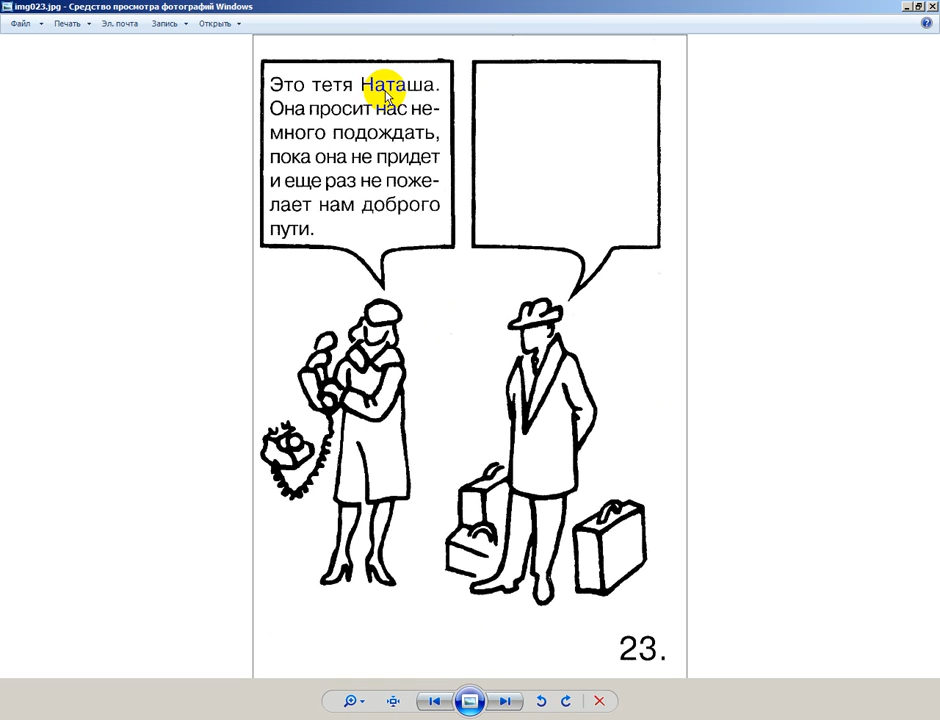 img023.jpg - Средство просмотра фотографий Windows
Файл Печать Эл. почта Запись Открыть
Это тетя Наташа.
Она просит нас не-
много подождать,
пока она не придет
и еще раз не поже-
лает нам доброго
пути.
23.